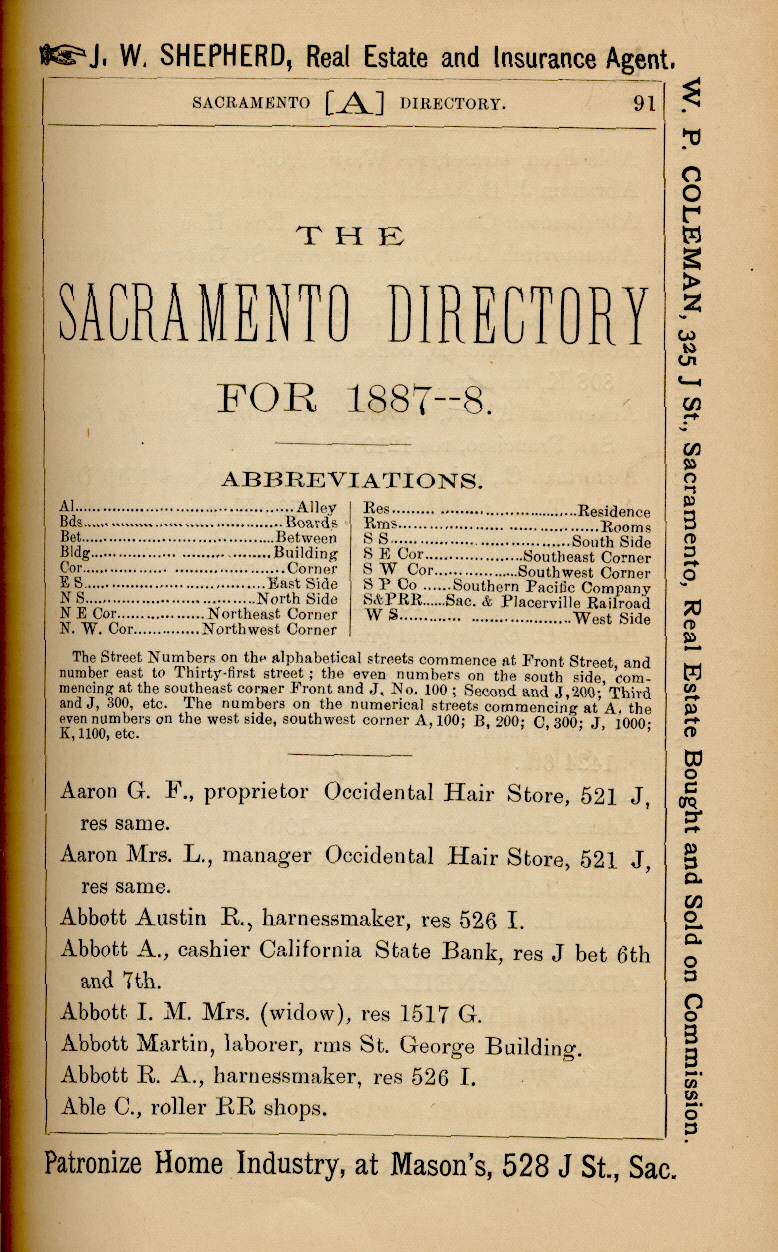 J. W. SHEPHERD, Real Estate and Insurance Agent.
SACRAMENTO [A] DIRECTORY. 91
THE
SACRAMENTO DIRECTORY
FOR 1887--8.
ABBREVIATIONS.
Al........................................Alley
Bds........................................Boards
Bet........................................Between
Bldg........................................Building
Cor........................................Corner
E S........................................East Side
N S........................................North Side
N E Cor.................Northeast Corner
N. W. Cor.............Northwest Corner
Res........................................Residence
Rms........................................Rooms
S S........................................South Side
S E Cor...................Southeast Corner
S W Cor.................Southwest Corner
S P Co ......Southern Pacific Company
S&PRR......Sac. & Placerville Railroad
W S........................................West Side
The Street Numbers on the alphabetical streets commence at Front Street, and
number east to Thirty-first street; the even numbers on the south side, com-
mencing at the southeast corner Front and J, No. 100; Second and J, 200; Third
and J, 300, etc. The numbers on the numerical streets commencing at A, the
even numbers on the west side, southwest corner A, 100; B, 200; C, 300; J, 1000;
K, 1100, etc.
Aaron G. F., proprietor Occidental Hair Store, 521 J,
res same.
Aaron Mrs. L., manager Occidental Hair Store, 521 J,
res same.
Abbott Austin R., harnessmaker, res 526 I.
Abbott A., cashier California State Bank, res J bet 6th
and 7th.
Abbott I. M. Mrs. (widow), res 1517 G.
Abbott Martin, laborer, rms St. George Building.
Abbott R. A., harnessmaker, res 526 I.
Able C., roller RR shops.
Patronize Home Industry, at Mason's, 528 J St., Sac.
W. P. COLEMAN, 325 J St., Sacramento, Real Estate Bought and Sold on Commission.